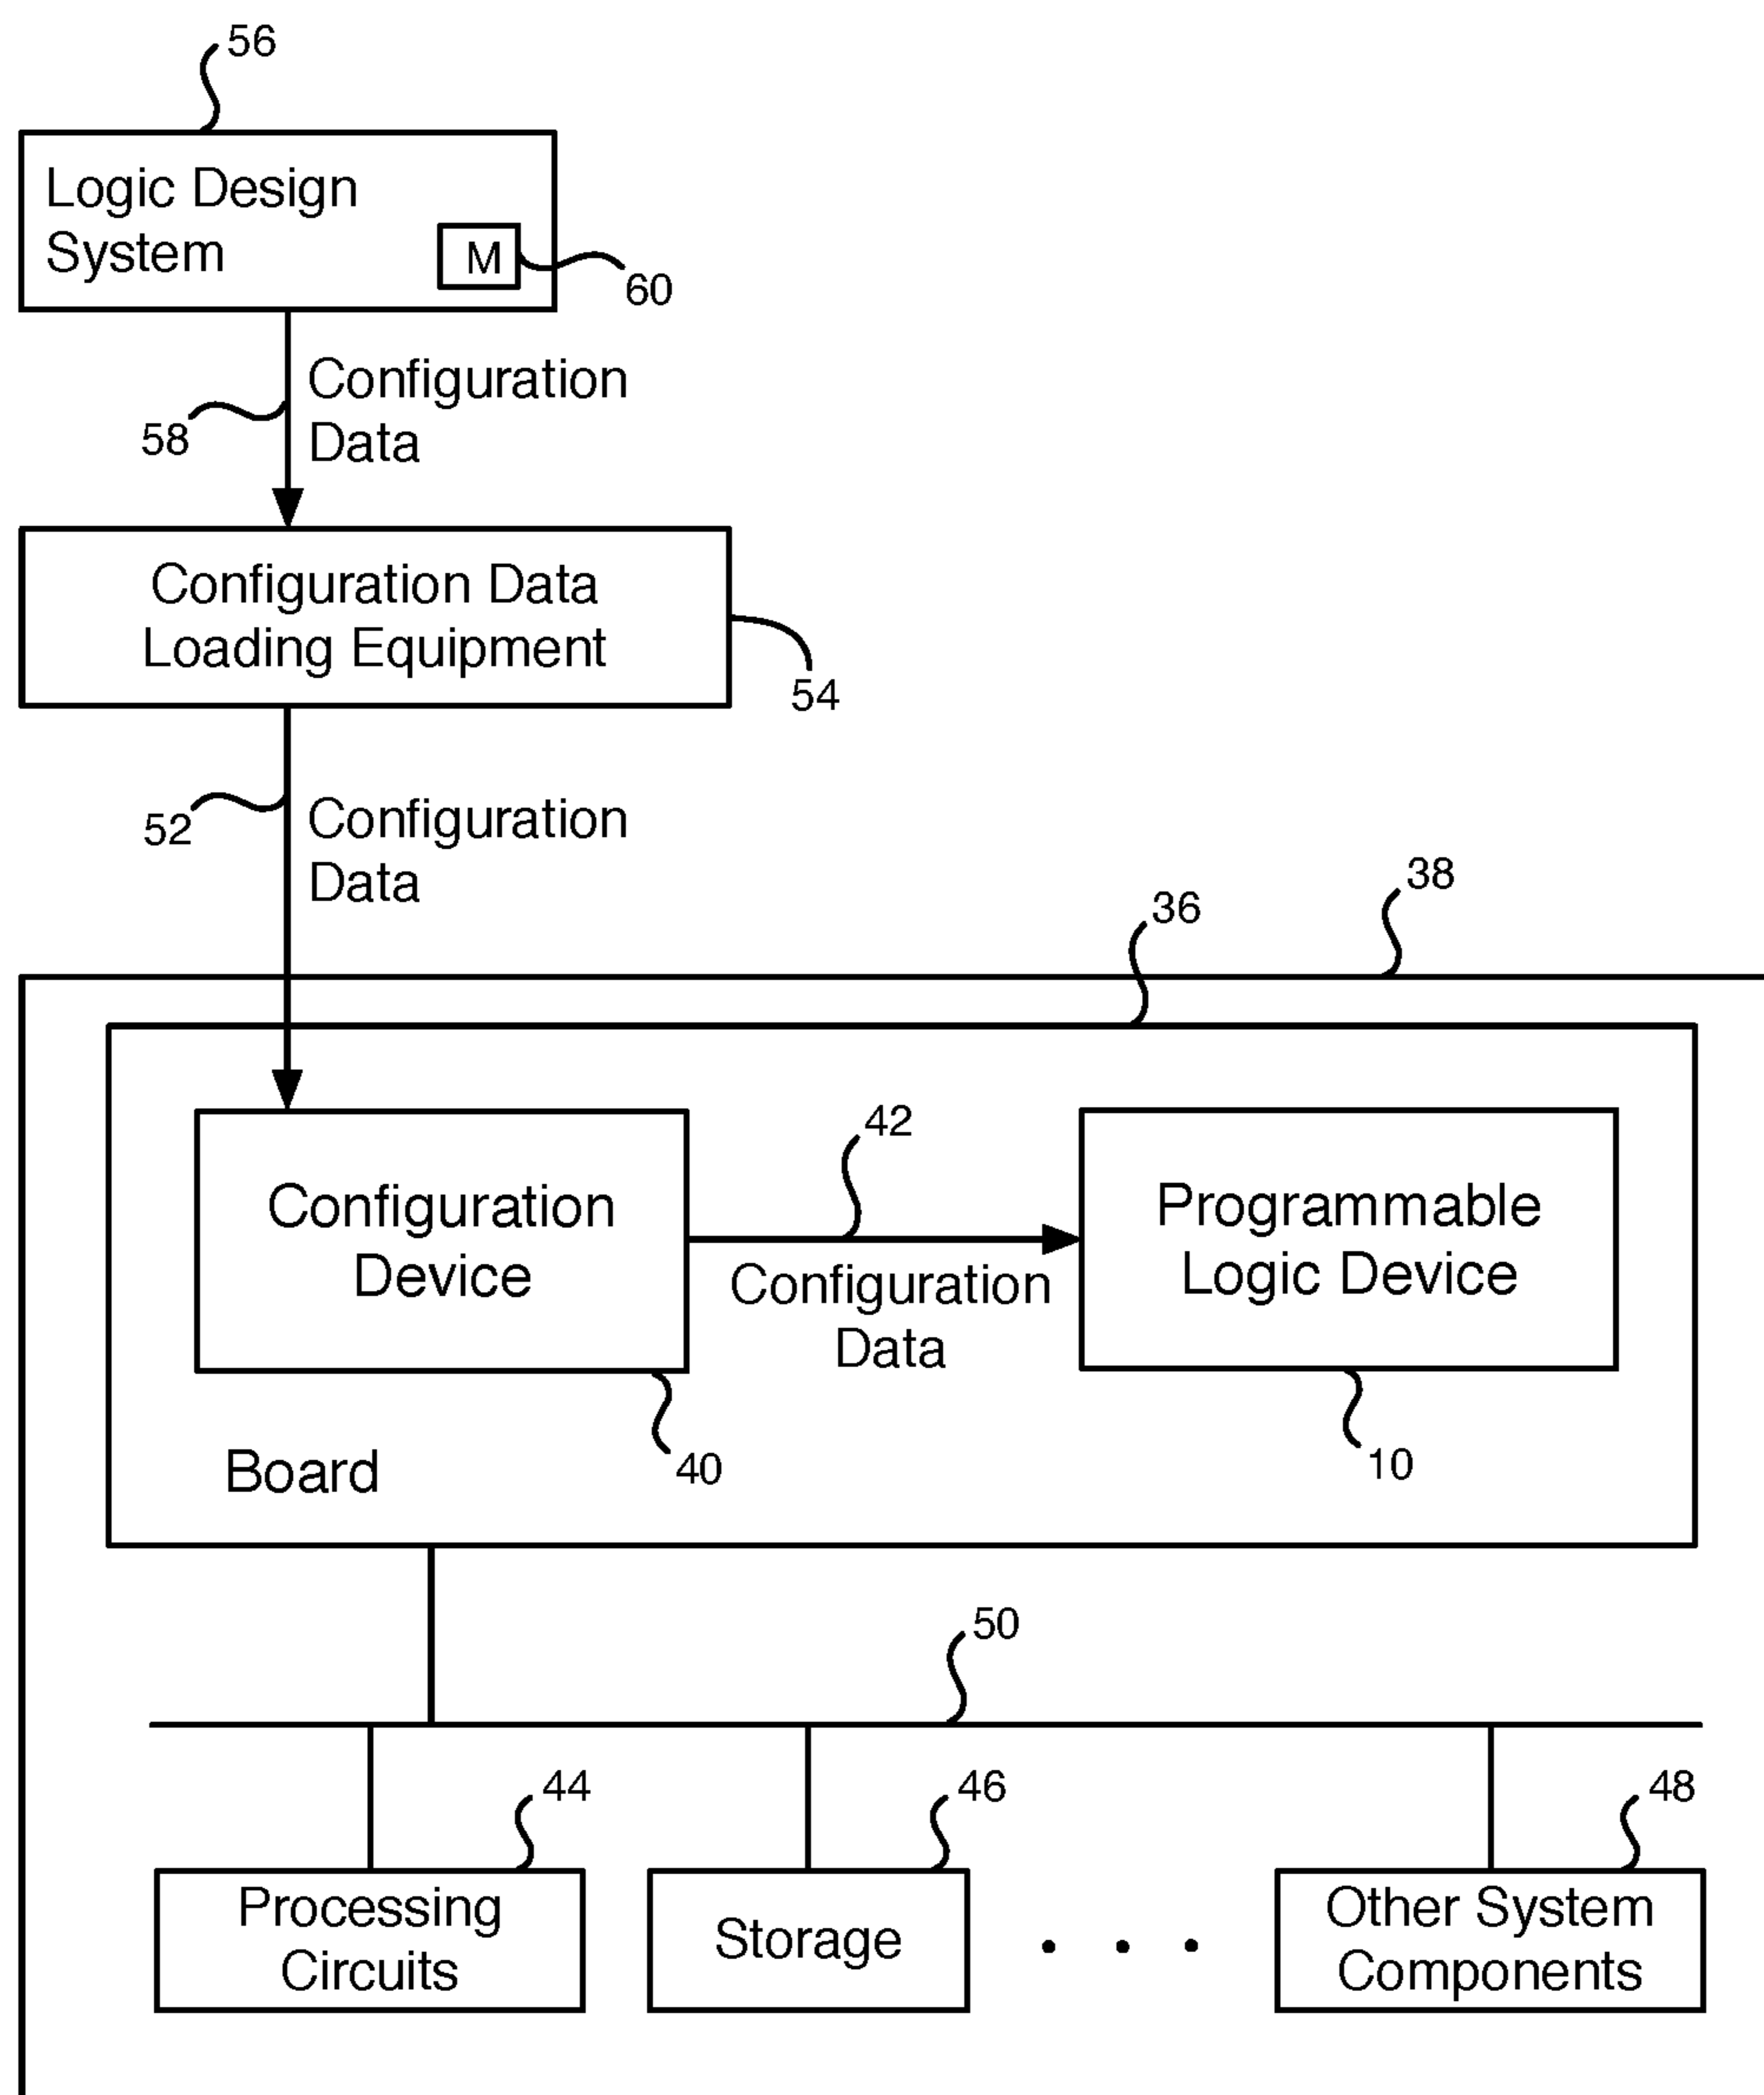 56
Logic Design
System
M
60
Configuration
Data
58
Configuration Data
Loading Equipment
54
Configuration
Data
52
38
36
42
Configuration
Device
Programmable
Logic Device
Configuration
Data
40
10
Board
50
44
46
48
Processing
Circuits
Storage
. . .
Other System
Components